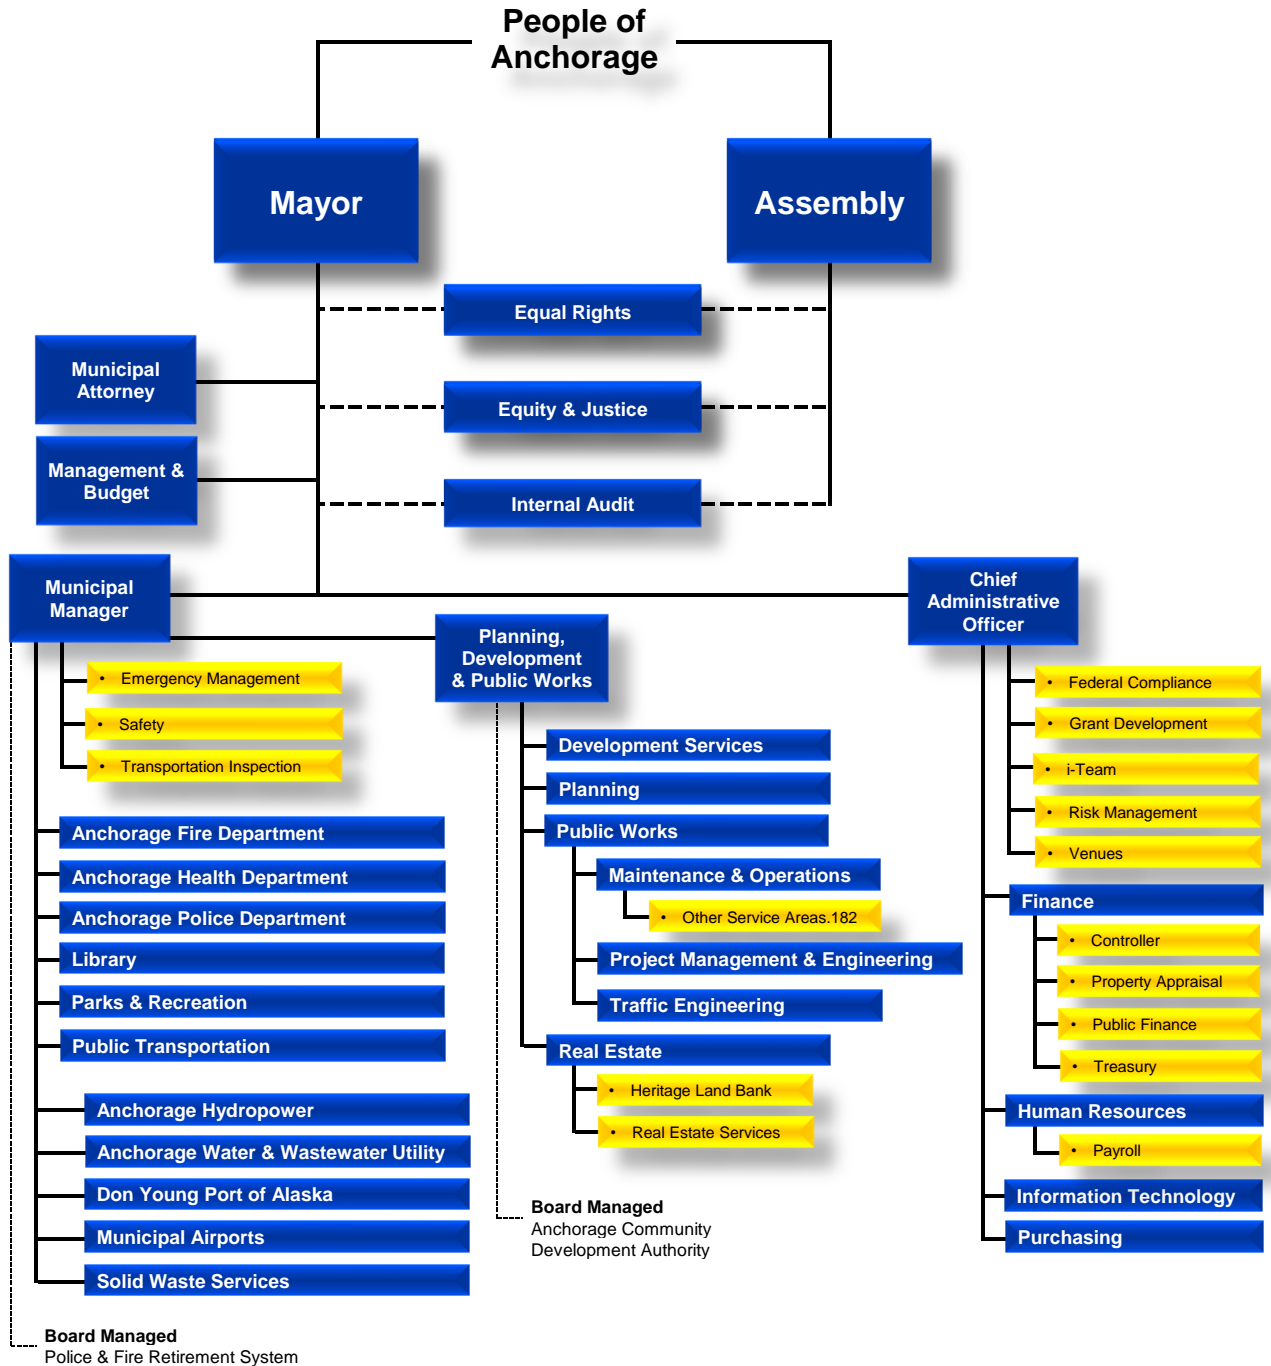 People of
Anchorage
Mayor
Assembly
Equal Rights
Municipal
Attorney
Equity & Justice
Management &
Budget
Internal Audit
Municipal
Manager
Planning,
Development
& Public Works
Chief
Administrative
Officer
• Emergency Management
• Safety
• Transportation Inspection
Anchorage Fire Department
Anchorage Health Department
Anchorage Police Department
Library
Parks & Recreation
Public Transportation
Anchorage Hydropower
Anchorage Water & Wastewater Utility
Don Young Port of Alaska
Municipal Airports
Solid Waste Services
Board Managed
Police & Fire Retirement System
Development Services
Planning
Public Works
Maintenance & Operations
• Other Service Areas.182
Project Management & Engineering
Traffic Engineering
Real Estate
• Heritage Land Bank
• Real Estate Services
Board Managed
Anchorage Community
Development Authority
• Federal Compliance
• Grant Development
• i-Team
• Risk Management
• Venues
Finance
• Controller
• Property Appraisal
• Public Finance
• Treasury
Human Resources
• Payroll
Information Technology
Purchasing